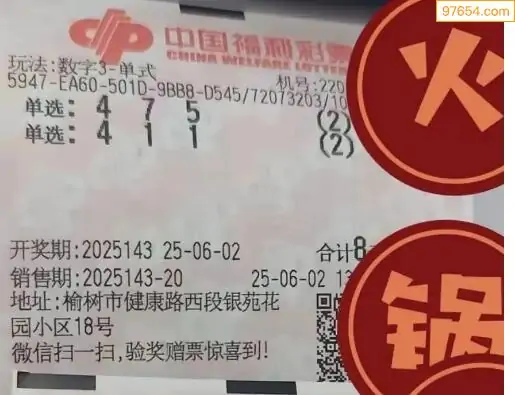 97654.com
中国福利彩票
CHINA WELFARE LOTTERY
玩法:数字3-单式
机号:220
5947-EA60-501D-9BB8-D545/72073203/10
单选: 4 7 5 (2)
单选: 4 1 1 (2)
火
开奖期:2025143 25-06-02
合计8
销售期:2025143-20 25-06-02 13
地址:榆树市健康路西段银苑花
园小区18号
微信扫一扫,验奖赠票惊喜到!
锅